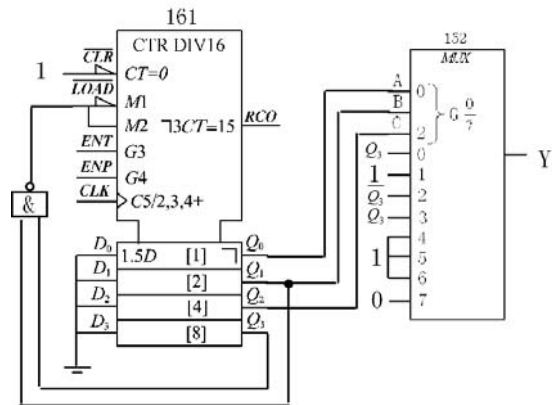 161
CTR DIV16
CLR
1
CT=0
LOAD
M1
M2
⌝3CT=15
RCO
ENT
G3
ENP
G4
CLK
C5/2,3,4+
&
D₀
1.5D
[1]
Q₀
D₁
[2]
Q₁
D₂
[4]
Q₂
D₃
[8]
Q₃
152
MUX
A
0
B
C
2
G 0/7
Q₃
0
1
1
Q₃
2
Q₃
3
4
1
5
6
0
7
Y